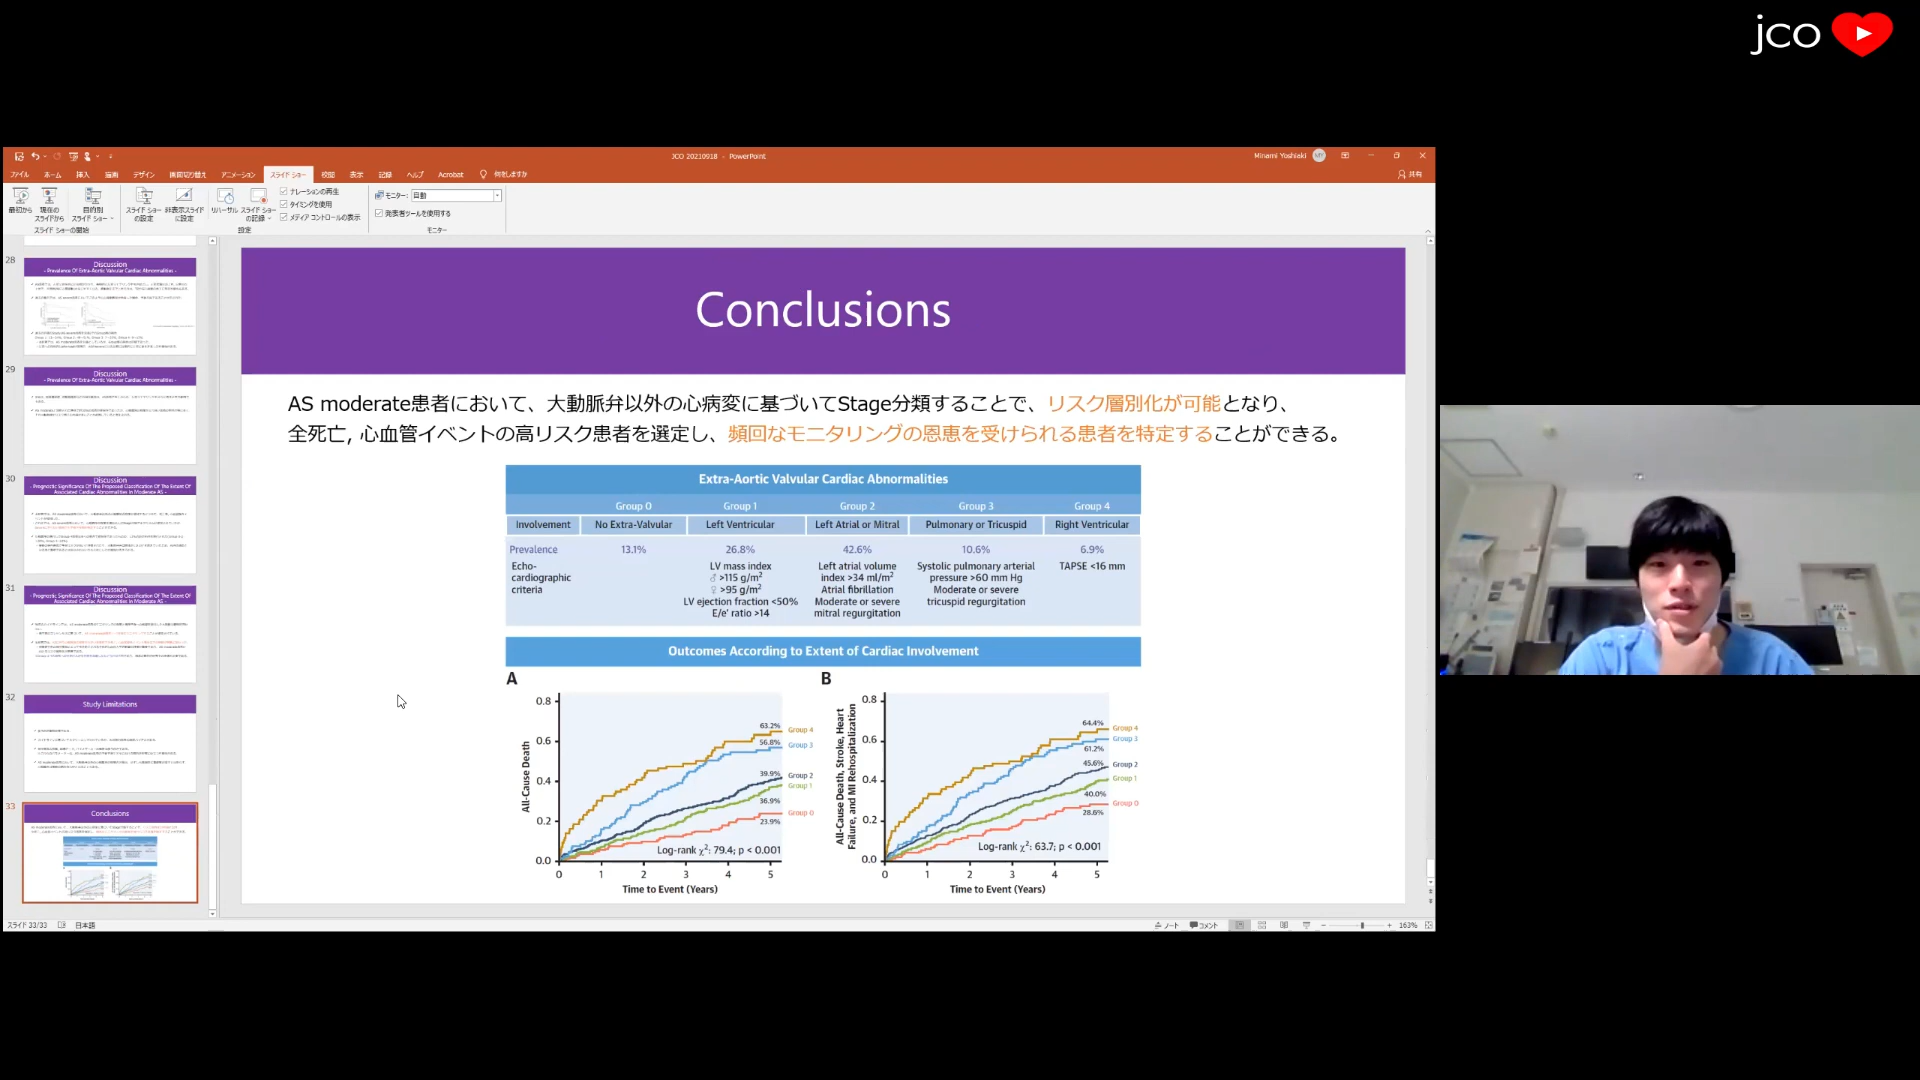 jco
JCO 20210918 - PowerPoint
Minami Yoshiaki
ファイル ホーム 挿入 描画 デザイン 画面切り替え アニメーション スライド ショー 校閲 表示 記録 ヘルプ Acrobat 何をしますか
共有
最初から 現在のスライドから 目的別スライド ショー
スライド ショーの設定 非表示スライドに設定 リハーサル スライド ショーの記録
ナレーションの再生
タイミングを使用
メディア コントロールの表示
モニター: 自動
発表者ツールを使用する
スライド ショーの開始 設定 モニター
28
Discussion
- Prevalence Of Extra-Aortic Valvular Cardiac Abnormalities -
29
Discussion
- Prevalence Of Extra-Aortic Valvular Cardiac Abnormalities -
30
Discussion
- Prognostic Significance Of The Proposed Classification Of The Extent Of
Associated Cardiac Abnormalities In Moderate AS -
31
Discussion
- Prognostic Significance Of The Proposed Classification Of The Extent Of
Associated Cardiac Abnormalities In Moderate AS -
32
Study Limitations
33
Conclusions
Conclusions
AS moderate患者において、大動脈弁以外の心病変に基づいてStage分類することで、リスク層別化が可能となり、
全死亡, 心血管イベントの高リスク患者を選定し、頻回なモニタリングの恩恵を受けられる患者を特定することができる。
Extra-Aortic Valvular Cardiac Abnormalities
Group 0 Group 1 Group 2 Group 3 Group 4
Involvement No Extra-Valvular Left Ventricular Left Atrial or Mitral Pulmonary or Tricuspid Right Ventricular
Prevalence 13.1% 26.8% 42.6% 10.6% 6.9%
Echo- LV mass index Left atrial volume Systolic pulmonary arterial TAPSE <16 mm
cardiographic ♂ >115 g/m² index >34 ml/m² pressure >60 mm Hg
criteria ♀ >95 g/m² Atrial fibrillation Moderate or severe
LV ejection fraction <50% Moderate or severe tricuspid regurgitation
E/e' ratio >14 mitral regurgitation
Outcomes According to Extent of Cardiac Involvement
A
All-Cause Death
0.8
0.6
0.4
0.2
0.0
63.2% Group 4
56.8% Group 3
39.9% Group 2
Group 1
36.9%
Group 0
23.9%
Log-rank χ²: 79.4; p < 0.001
0 1 2 3 4 5
Time to Event (Years)
B
All-Cause Death, Stroke, Heart
Failure, and MI Rehospitalization
0.8
0.6
0.4
0.2
0.0
64.4% Group 4
Group 3
61.2%
45.6% Group 2
Group 1
40.0%
Group 0
28.8%
Log-rank χ²: 63.7; p < 0.001
0 1 2 3 4 5
Time to Event (Years)
スライド 33/33 日本語
ノート コメント 163%